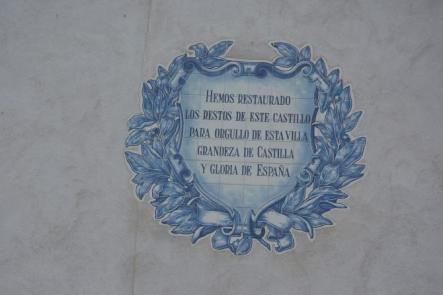 HEMOS RESTAURADO
LOS RESTOS DE ESTE CASTILLO
PARA ORGULLO DE ESTA VILLA
GRANDEZA DE CASTILLA
Y GLORIA DE ESPAÑA